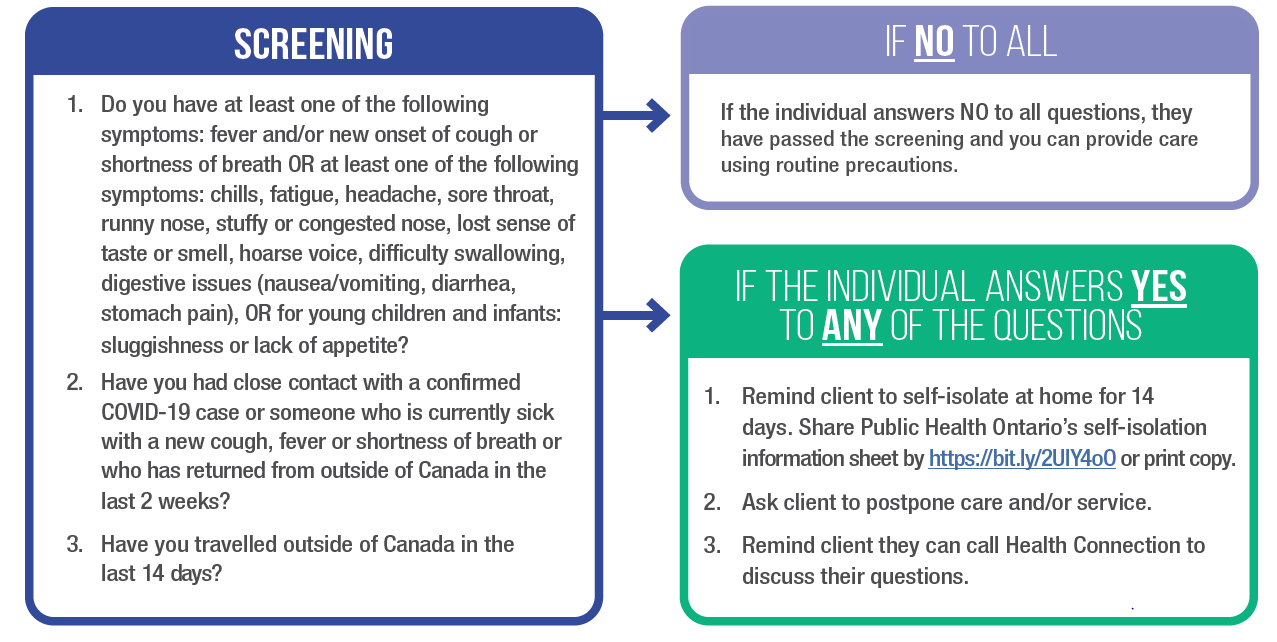 SCREENING
1. Do you have at least one of the following
symptoms: fever and/or new onset of cough or
shortness of breath OR at least one of the following
symptoms: chills, fatigue, headache, sore throat,
runny nose, stuffy or congested nose, lost sense of
taste or smell, hoarse voice, difficulty swallowing,
digestive issues (nausea/vomiting, diarrhea,
stomach pain), OR for young children and infants:
sluggishness or lack of appetite?
2. Have you had close contact with a confirmed
COVID-19 case or someone who is currently sick
with a new cough, fever or shortness of breath or
who has returned from outside of Canada in the
last 2 weeks?
3. Have you travelled outside of Canada in the
last 14 days?
IF NO TO ALL
If the individual answers NO to all questions, they
have passed the screening and you can provide care
using routine precautions.
IF THE INDIVIDUAL ANSWERS YES
TO ANY OF THE QUESTIONS
1. Remind client to self-isolate at home for 14
days. Share Public Health Ontario's self-isolation
information sheet by https://bit.ly/2UIY4oO or print copy.
2. Ask client to postpone care and/or service.
3. Remind client they can call Health Connection to
discuss their questions.